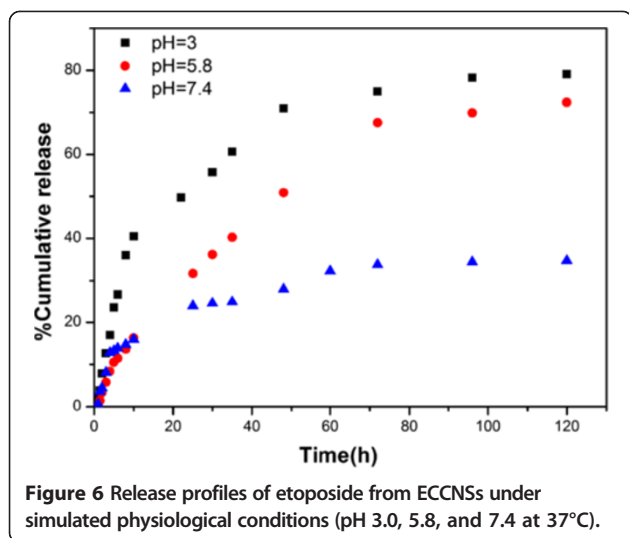 pH=3
pH=5.8
pH=7.4
80
60
40
20
0
%Cumulative release
0 20 40 60 80 100 120
Time(h)
Figure 6 Release profiles of etoposide from ECCNSs under
simulated physiological conditions (pH 3.0, 5.8, and 7.4 at 37°C).